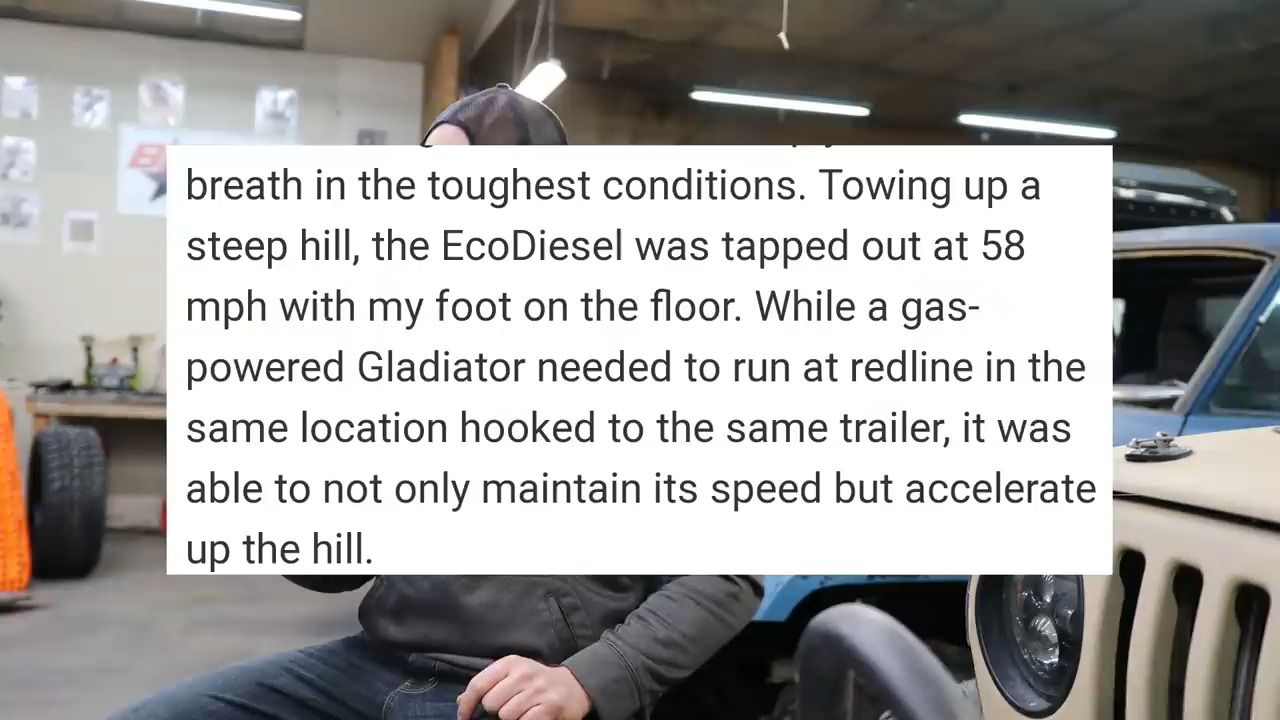 breath in the toughest conditions. Towing up a
steep hill, the EcoDiesel was tapped out at 58
mph with my foot on the floor. While a gas-
powered Gladiator needed to run at redline in the
same location hooked to the same trailer, it was
able to not only maintain its speed but accelerate
up the hill.